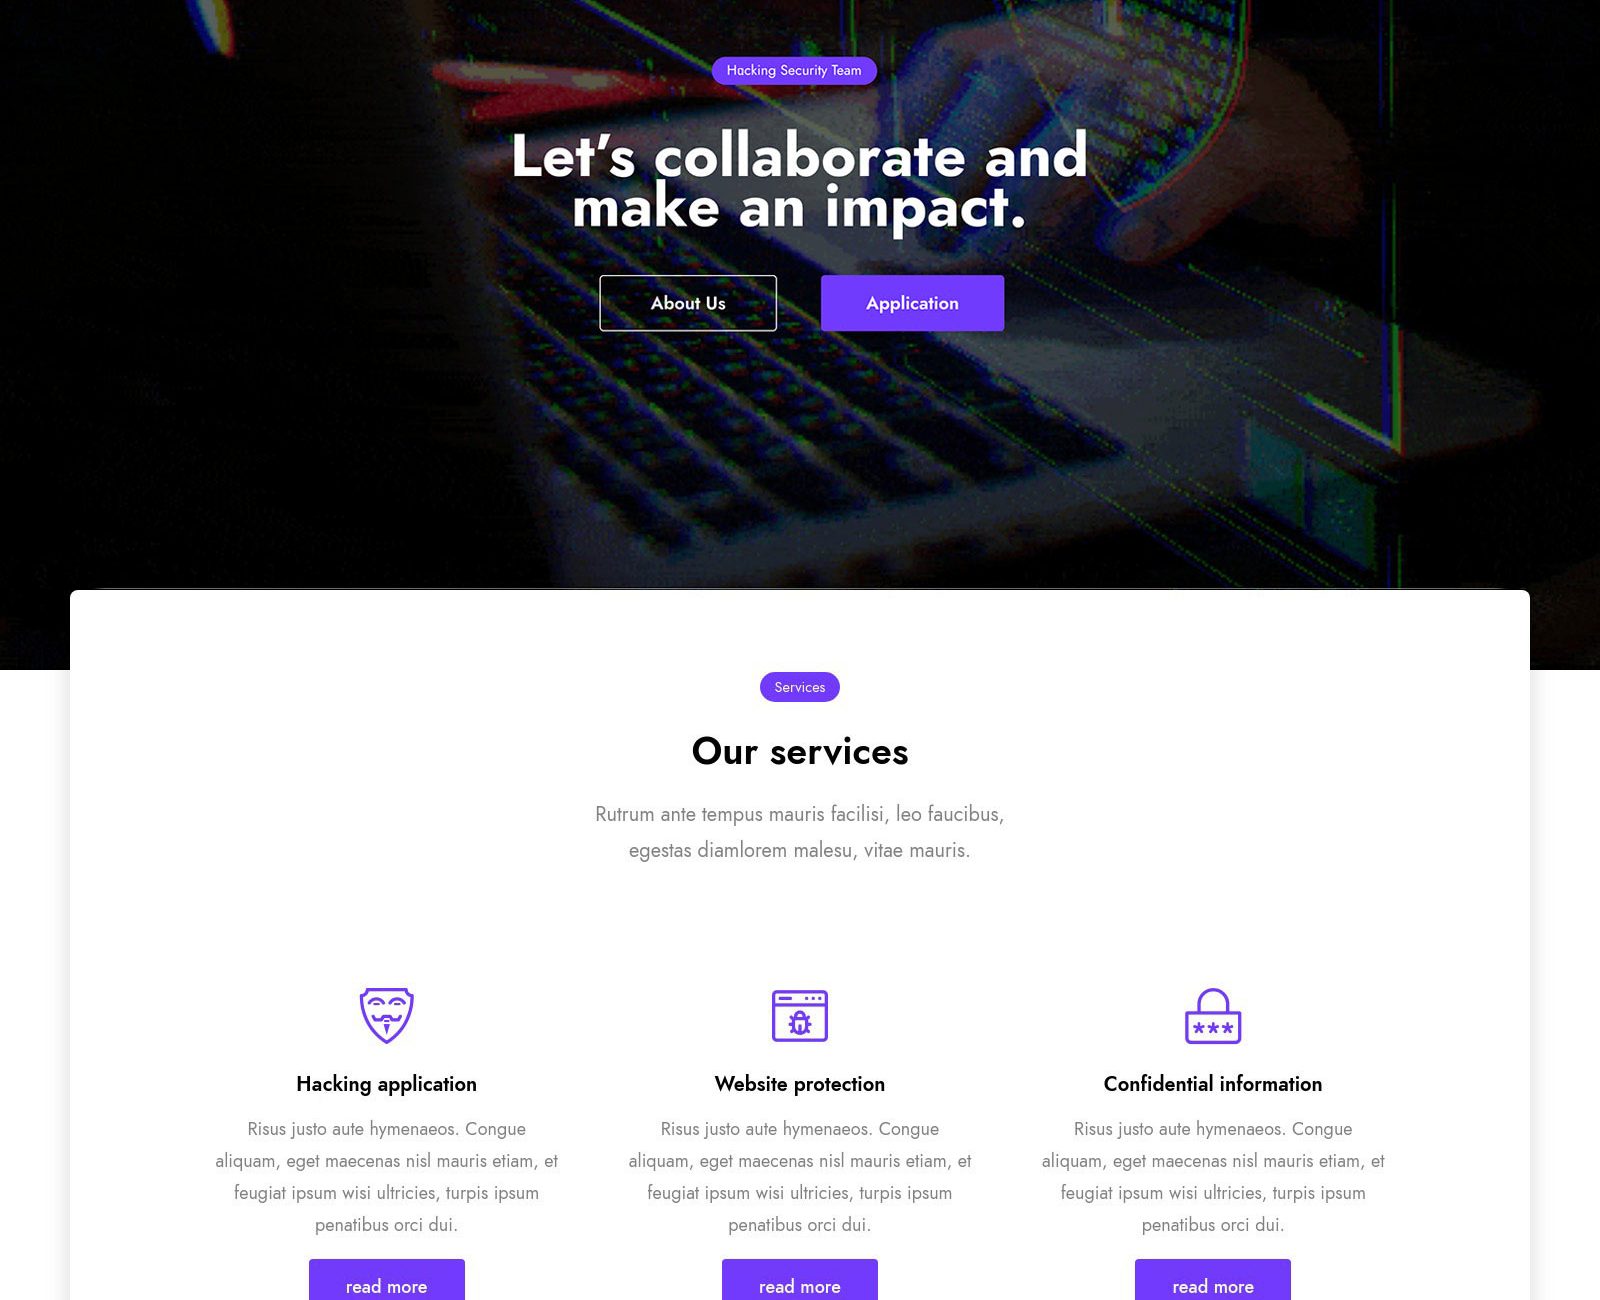 Hacking Security Team
Let's collaborate and
make an impact.
About Us
Application
Services
Our services
Rutrum ante tempus mauris facilisi, leo faucibus,
egestas diamlorem malesu, vitae mauris.
***
Hacking application
Website protection
Confidential information
Risus justo aute hymenaeos. Congue
aliquam, eget maecenas nisl mauris etiam, et
feugiat ipsum wisi ultricies, turpis ipsum
penatibus orci dui.
Risus justo aute hymenaeos. Congue
aliquam, eget maecenas nisl mauris etiam, et
feugiat ipsum wisi ultricies, turpis ipsum
penatibus orci dui.
Risus justo aute hymenaeos. Congue
aliquam, eget maecenas nisl mauris etiam, et
feugiat ipsum wisi ultricies, turpis ipsum
penatibus orci dui.
read more
read more
read more